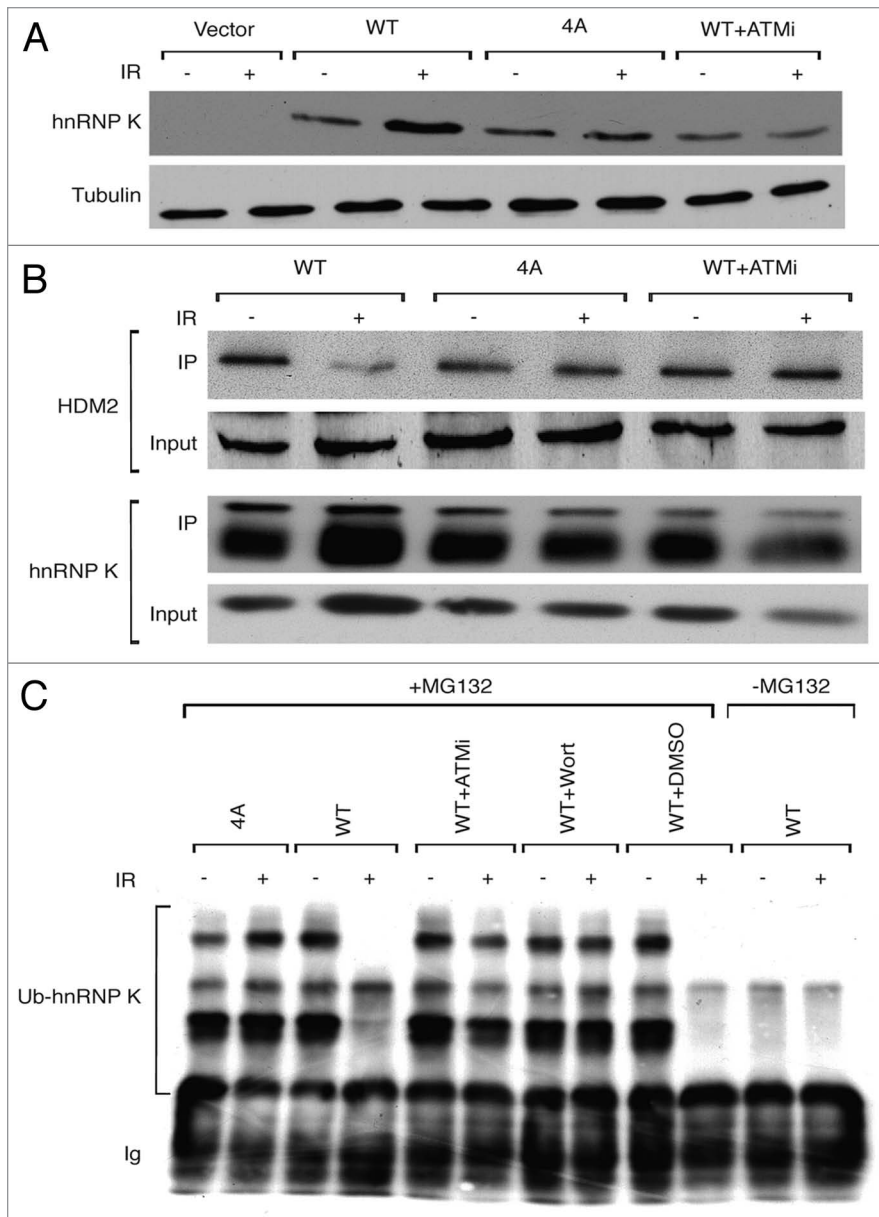 A
Vector WT 4A WT+ATMi
IR - + - + - + - +
hnRNP K
Tubulin
B
WT 4A WT+ATMi
IR - + - + - +
HDM2
IP
Input
hnRNP K
IP
Input
C
+MG132 -MG132
4A WT WT+ATMi WT+Wort WT+DMSO WT
IR - + - + - + - + - + - +
Ub-hnRNP K
Ig